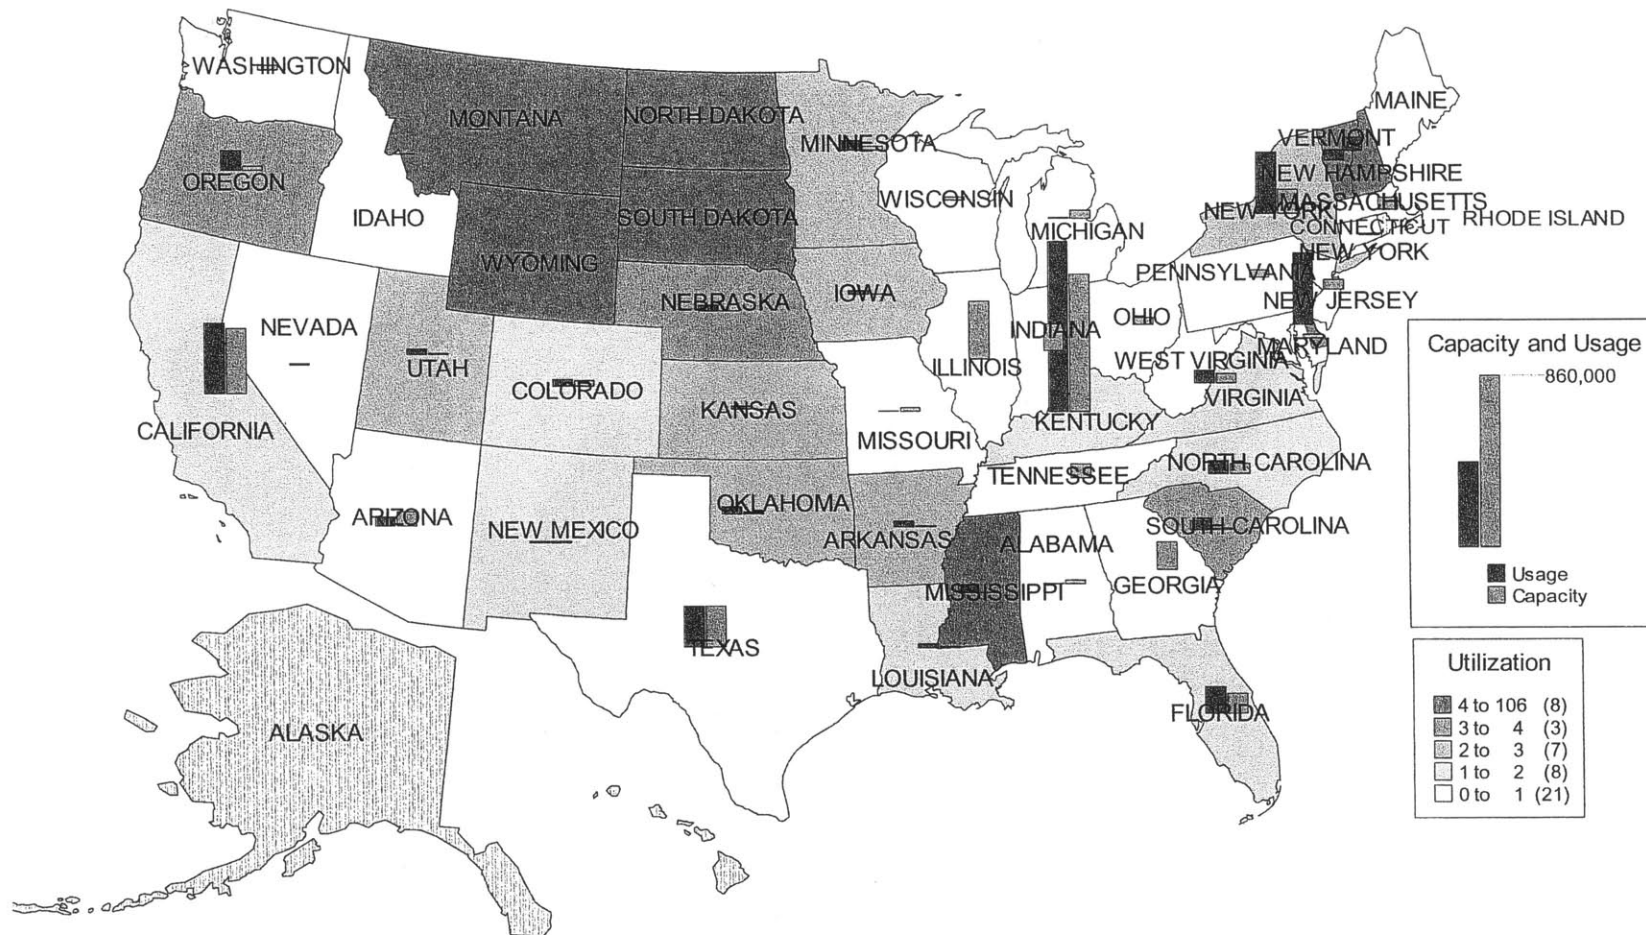 WASHINGTON
MONTANA
NORTH DAKOTA
MINNESOTA
MAINE
VERMONT
OREGON
IDAHO
WYOMING
SOUTH DAKOTA
WISCONSIN
MICHIGAN
NEW HAMPSHIRE
MASSACHUSETTS
NEW YORK
CONNECTICUT
RHODE ISLAND
NEW YORK
NEVADA
UTAH
NEBRASKA
IOWA
ILLINOIS
INDIANA
OHIO
PENNSYLVANIA
NEW JERSEY
MARYLAND
WEST VIRGINIA
VIRGINIA
CALIFORNIA
COLORADO
KANSAS
MISSOURI
KENTUCKY
TENNESSEE
NORTH CAROLINA
ARIZONA
NEW MEXICO
OKLAHOMA
ARKANSAS
SOUTH CAROLINA
ALABAMA
MISSISSIPPI
GEORGIA
TEXAS
LOUISIANA
FLORIDA
ALASKA
Capacity and Usage
860,000
Usage
Capacity
Utilization
4 to 106 (8)
3 to 4 (3)
2 to 3 (7)
1 to 2 (8)
0 to 1 (21)